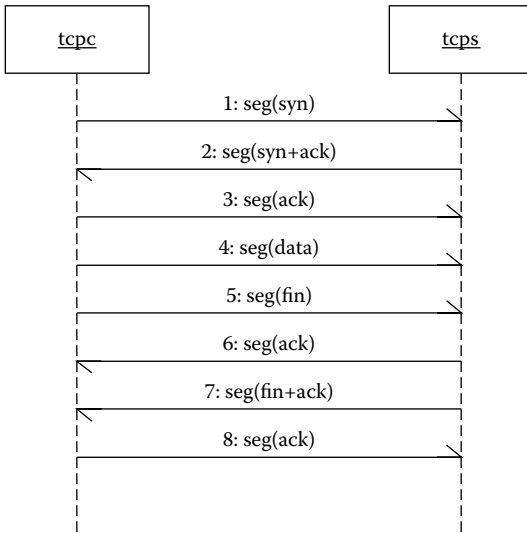 tcpc
tcps
1: seg(syn)
2: seg(syn+ack)
3: seg(ack)
4: seg(data)
5: seg(fin)
6: seg(ack)
7: seg(fin+ack)
8: seg(ack)